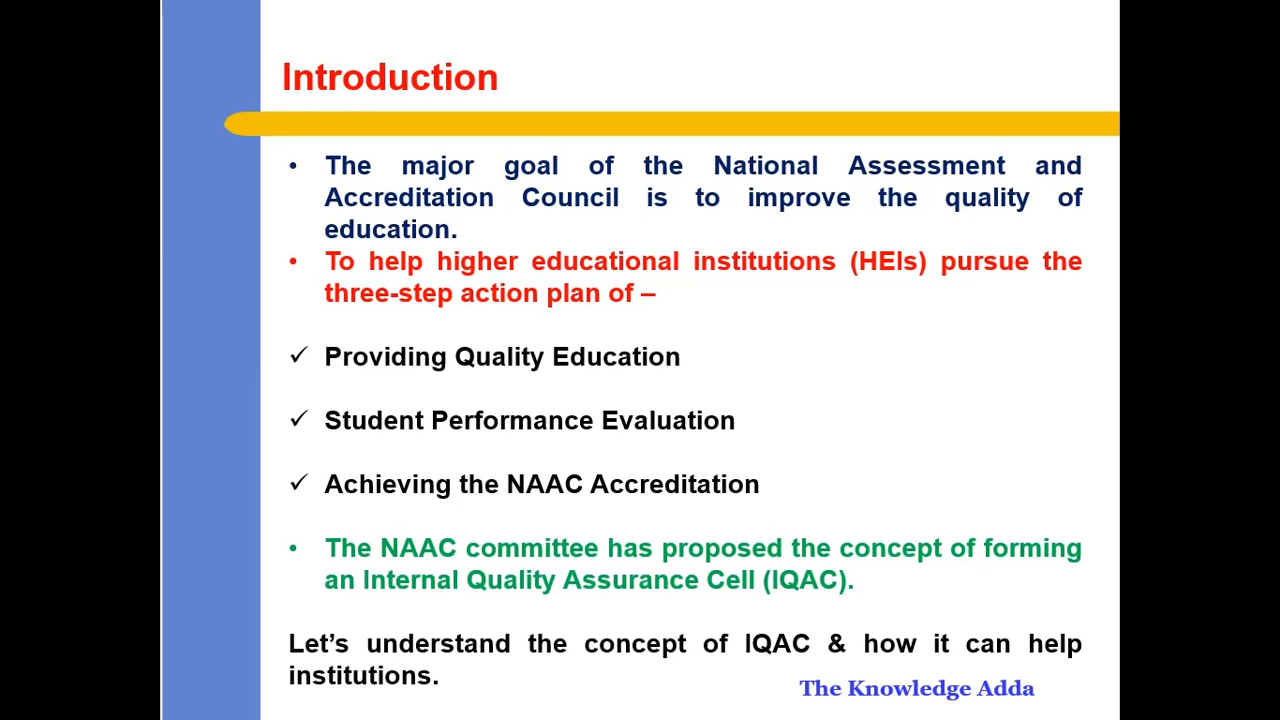 Introduction
• The major goal of the National Assessment and
Accreditation Council is to improve the quality of
education.
• To help higher educational institutions (HEIs) pursue the
three-step action plan of –
✓ Providing Quality Education
✓ Student Performance Evaluation
✓ Achieving the NAAC Accreditation
• The NAAC committee has proposed the concept of forming
an Internal Quality Assurance Cell (IQAC).
Let’s understand the concept of IQAC & how it can help
institutions.
The Knowledge Adda